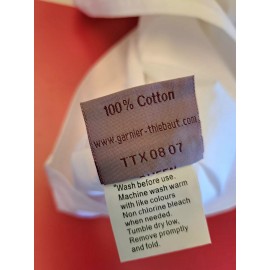 100% Cotton
www.garnier-thiebaut.com
TTX 08 07
QUEEN
"Wash before use.
Machine wash warm
with like colours
Non chlorine bleach
when needed.
Tumble dry low,
Remove promptly
and fold.